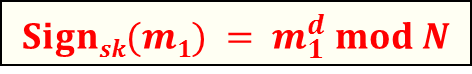 Signₛₖ(m₁) = m₁ᵈ mod N